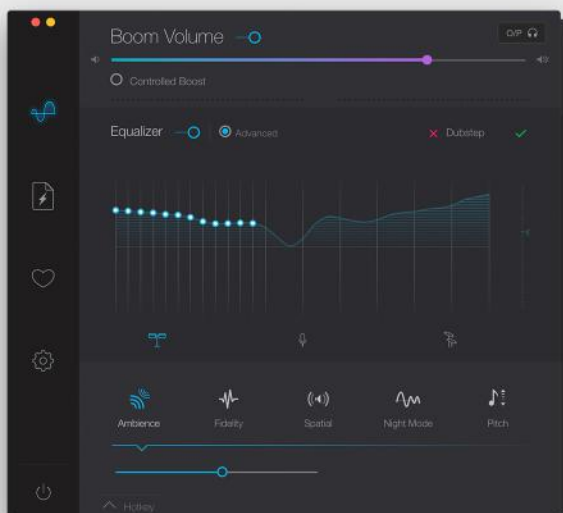 Boom Volume
O/P
Controlled Boost
Equalizer Advanced Dubstep
Ambience Fidelity Spatial Night Mode Pitch
Hotkey